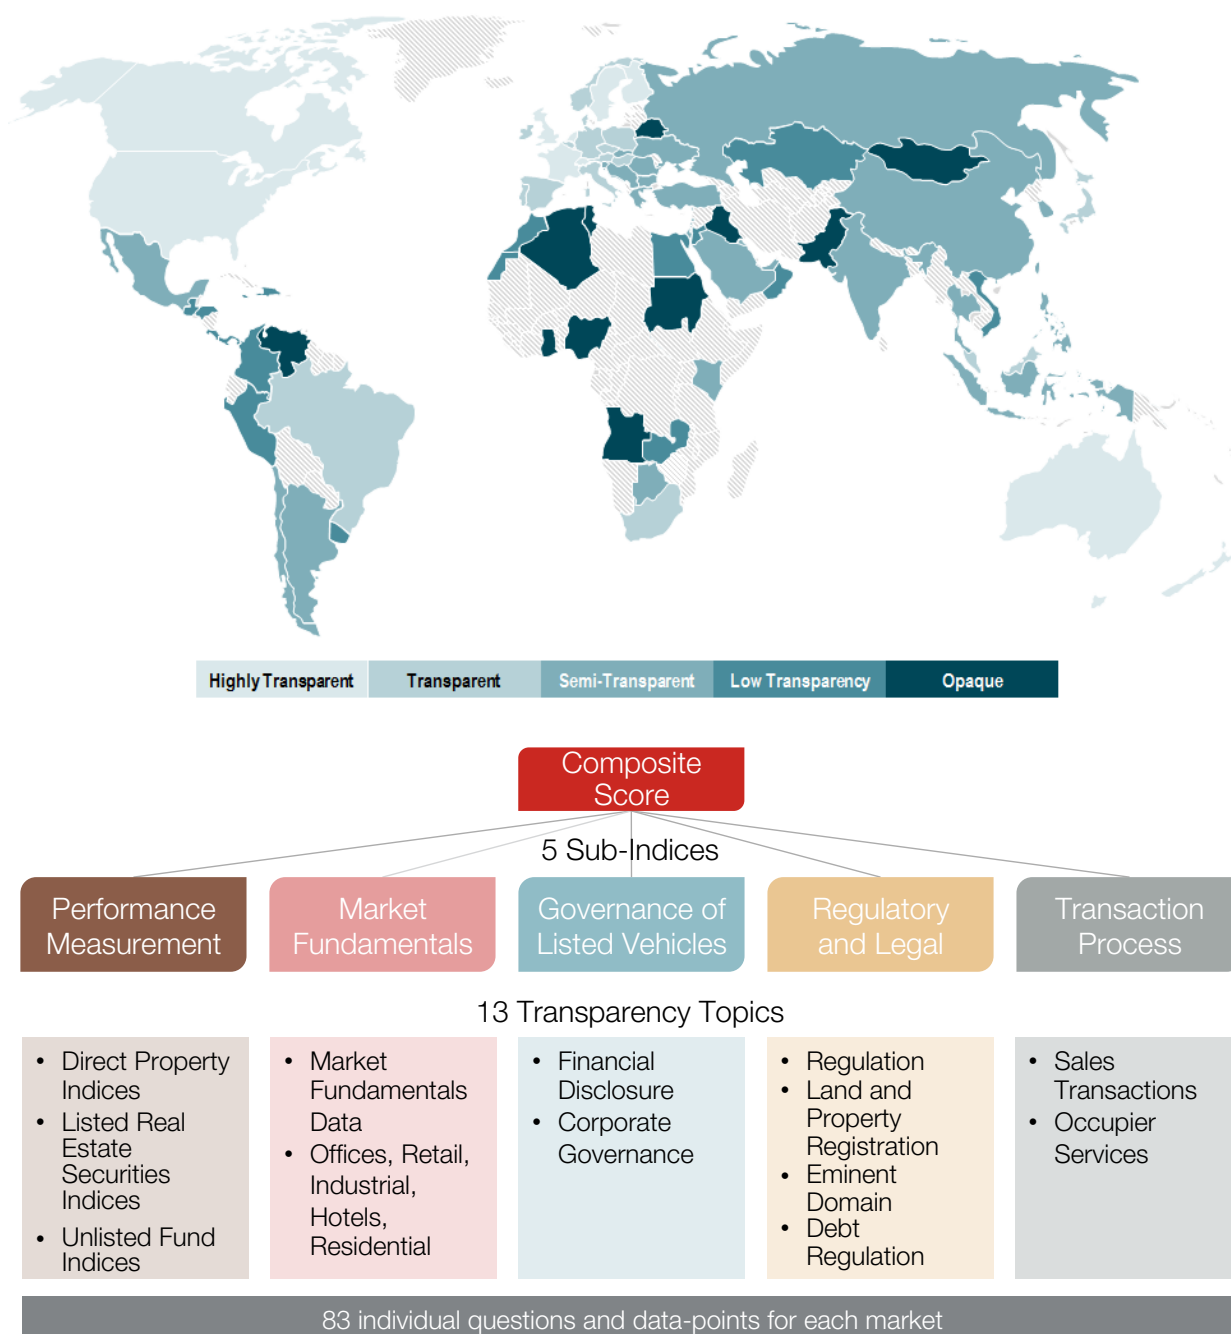 Highly Transparent
Transparent
Semi-Transparent
Low Transparency
Opaque
Composite
Score
5 Sub-Indices
Performance
Measurement
Market
Fundamentals
Governance of
Listed Vehicles
Regulatory
and Legal
Transaction
Process
13 Transparency Topics
• Direct Property
Indices
• Listed Real
Estate
Securities
Indices
• Unlisted Fund
Indices
• Market
Fundamentals
Data
• Offices, Retail,
Industrial,
Hotels,
Residential
• Financial
Disclosure
• Corporate
Governance
• Regulation
• Land and
Property
Registration
• Eminent
Domain
• Debt
Regulation
• Sales
Transactions
• Occupier
Services
83 individual questions and data-points for each market